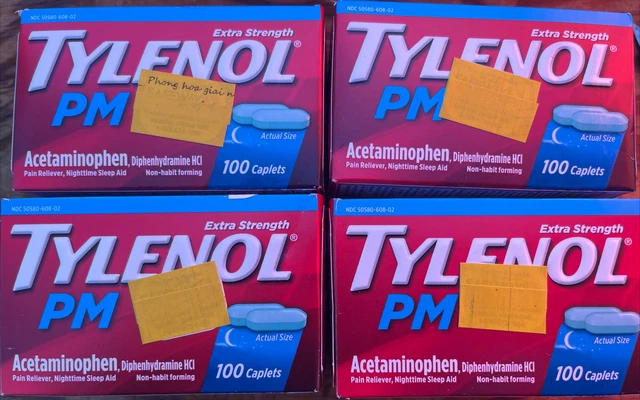 NDC 50580-608-02
Extra Strength
TYLENOL®
PM
Phong hoa giai n
Actual Size
Acetaminophen, Diphenhydramine HCl
Pain Reliever, Nighttime Sleep Aid Non-habit forming
100 Caplets
NDC 50580-608-02
Extra Strength
TYLENOL®
PM
Actual Size
Acetaminophen, Diphenhydramine HCl
Pain Reliever, Nighttime Sleep Aid Non-habit forming
100 Caplets
NDC 50580-608-02
Extra Strength
TYLENOL®
PM
Actual Size
Acetaminophen, Diphenhydramine HCl
Pain Reliever, Nighttime Sleep Aid Non-habit forming
100 Caplets
NDC 50580-608-02
Extra Strength
TYLENOL®
PM
Actual Size
Acetaminophen, Diphenhydramine HCl
Pain Reliever, Nighttime Sleep Aid Non-habit forming
100 Caplets